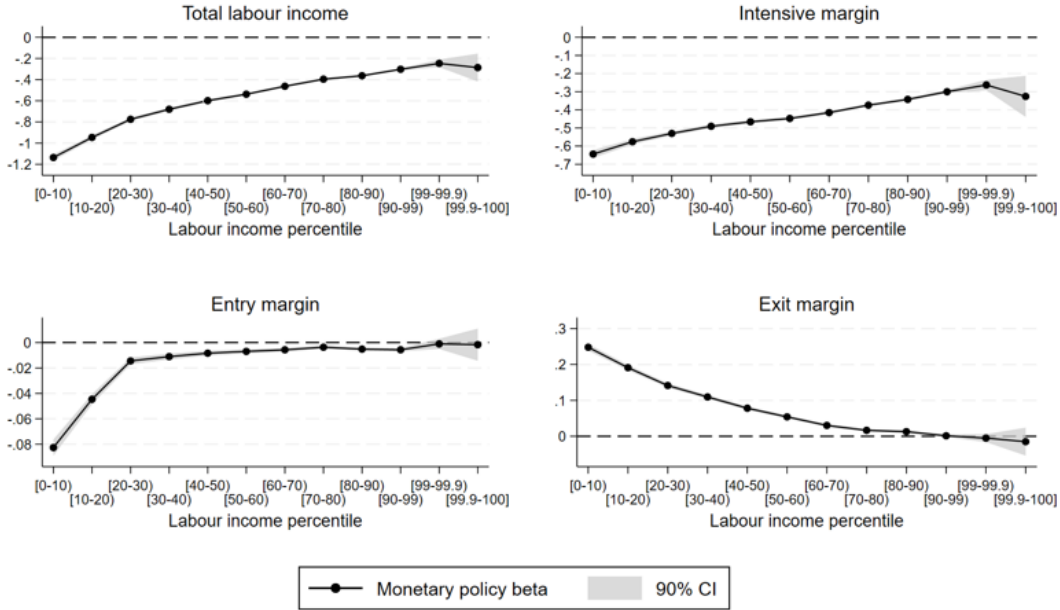 Total labour income
0
-.2
-.4
-.6
-.8
-1
-1.2
[0-10) [20-30) [40-50) [60-70) [80-90) [99-99.9)
[10-20) [30-40) [50-60) [70-80) [90-99) [99.9-100]
Labour income percentile
Intensive margin
0
-.1
-.2
-.3
-.4
-.5
-.6
-.7
[0-10) [20-30) [40-50) [60-70) [80-90) [99-99.9)
[10-20) [30-40) [50-60) [70-80) [90-99) [99.9-100]
Labour income percentile
Entry margin
0
-.02
-.04
-.06
-.08
[0-10) [20-30) [40-50) [60-70) [80-90) [99-99.9)
[10-20) [30-40) [50-60) [70-80) [90-99) [99.9-100]
Labour income percentile
Exit margin
.3
.2
.1
0
[0-10) [20-30) [40-50) [60-70) [80-90) [99-99.9)
[10-20) [30-40) [50-60) [70-80) [90-99) [99.9-100]
Labour income percentile
Monetary policy beta 90% CI